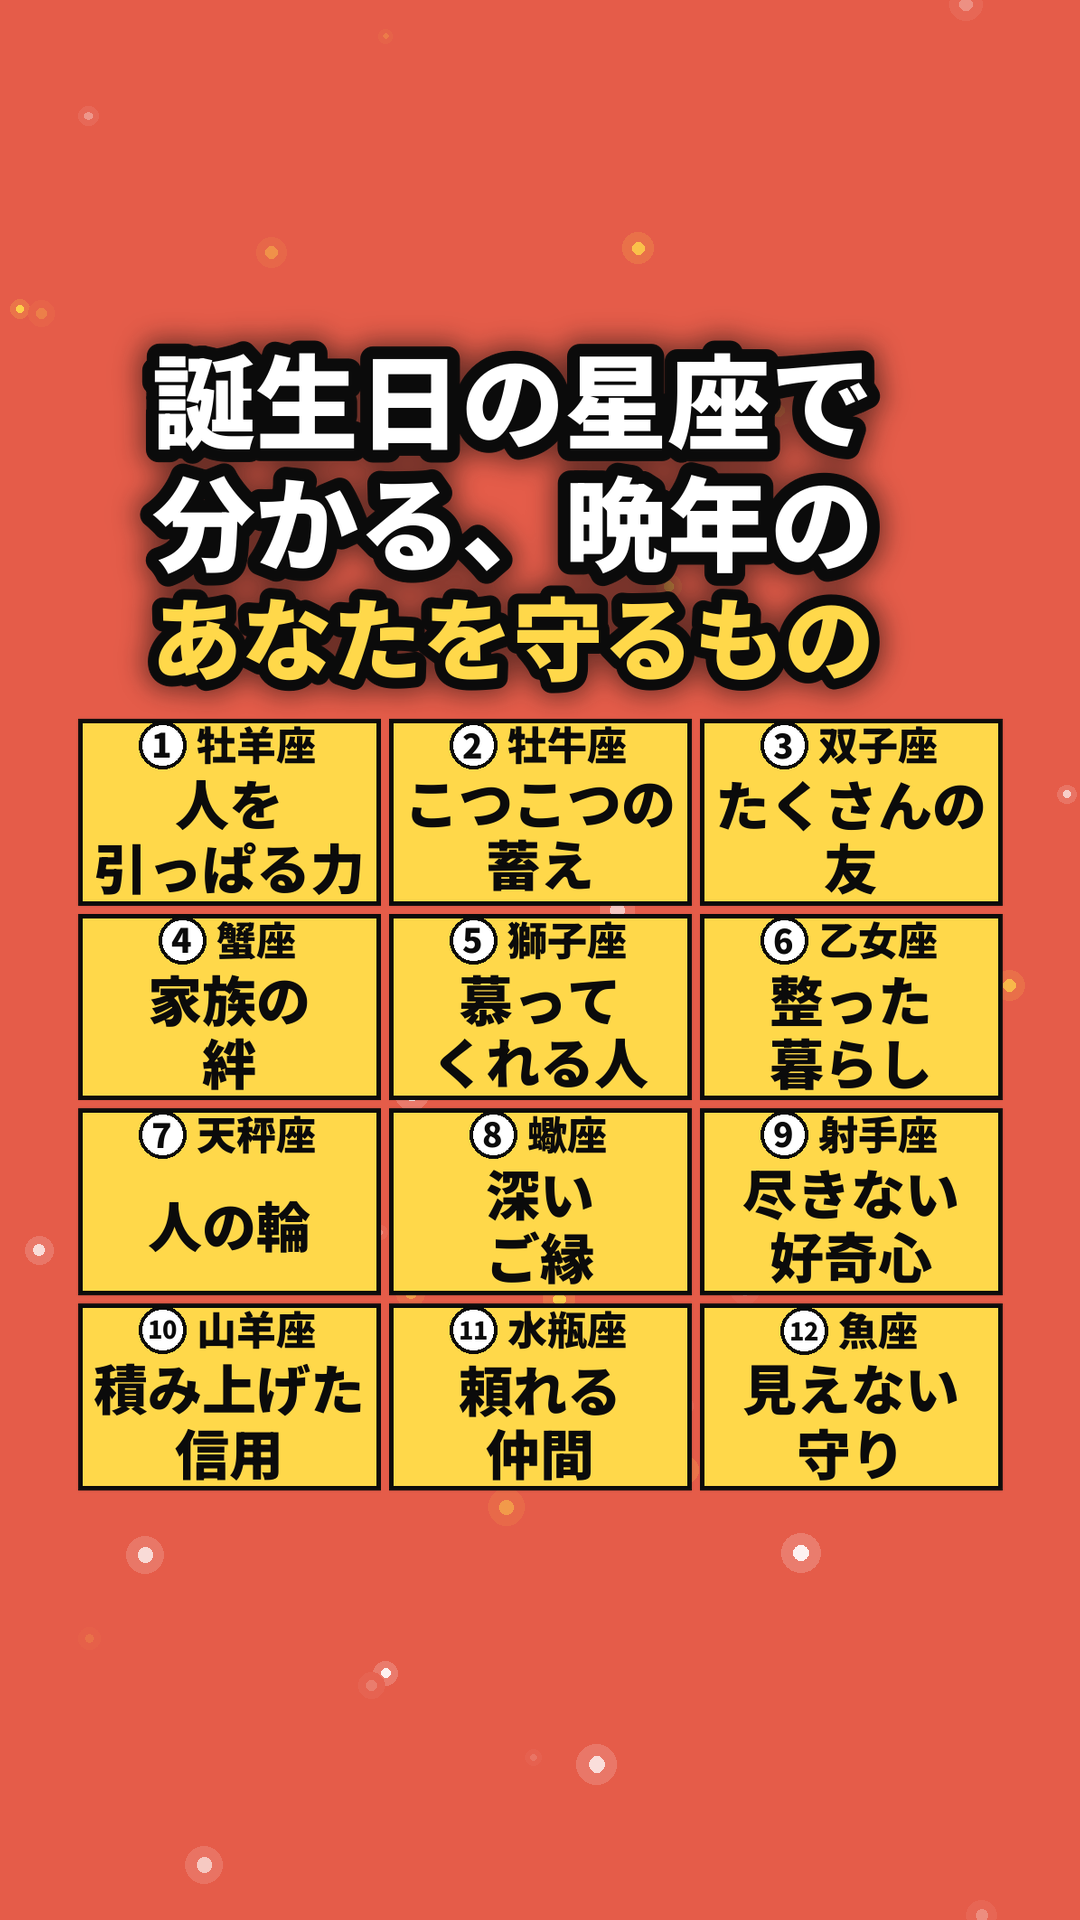 誕生日の星座で
分かる、晩年の
あなたを守るもの
① 牡羊座
人を
引っぱる力
② 牡牛座
こつこつの
蓄え
③ 双子座
たくさんの
友
④ 蟹座
家族の
絆
⑤ 獅子座
慕って
くれる人
⑥ 乙女座
整った
暮らし
⑦ 天秤座
人の輪
⑧ 蠍座
深い
ご縁
⑨ 射手座
尽きない
好奇心
⑩ 山羊座
積み上げた
信用
⑪ 水瓶座
頼れる
仲間
⑫ 魚座
見えない
守り